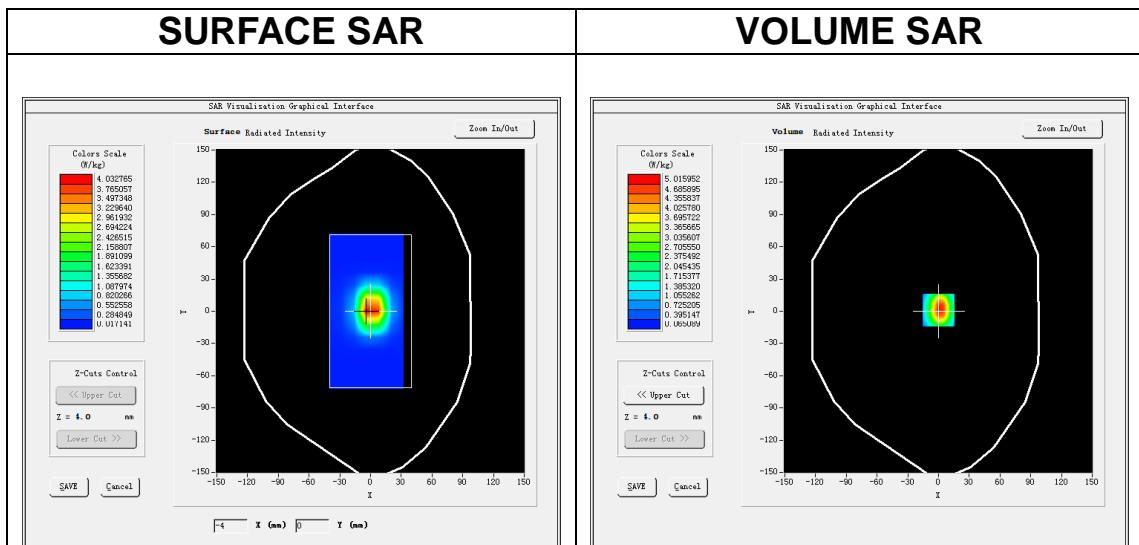 SURFACE SAR
VOLUME SAR
SAR Visualisation Graphical Interface
Surface Radiated Intensity
Zoom In/Out
Colors Scale
(W/kg)
4.032765
3.765057
3.497348
3.229640
2.961932
2.694224
2.426515
2.158807
1.891099
1.623391
1.355682
1.087974
0.820266
0.552558
0.284849
0.017141
150
120
90
60
30
0
-30
-60
-90
-120
-150
Y
-150 -120 -90 -60 -30 0 30 60 90 120 150
X
Z-Cuts Control
<< Upper Cut
Z = 4.0 mm
Lower Cut >>
SAVE Cancel
-4 X (mm) 0 Y (mm)
SAR Visualisation Graphical Interface
Volume Radiated Intensity
Zoom In/Out
Colors Scale
(W/kg)
5.015952
4.685895
4.355837
4.025780
3.695722
3.365665
3.035607
2.705550
2.375492
2.045435
1.715377
1.385320
1.055262
0.725205
0.395147
0.065089
150
120
90
60
30
0
-30
-60
-90
-120
-150
Y
-150 -120 -90 -60 -30 0 30 60 90 120 150
X
Z-Cuts Control
<< Upper Cut
Z = 4.0 mm
Lower Cut >>
SAVE Cancel